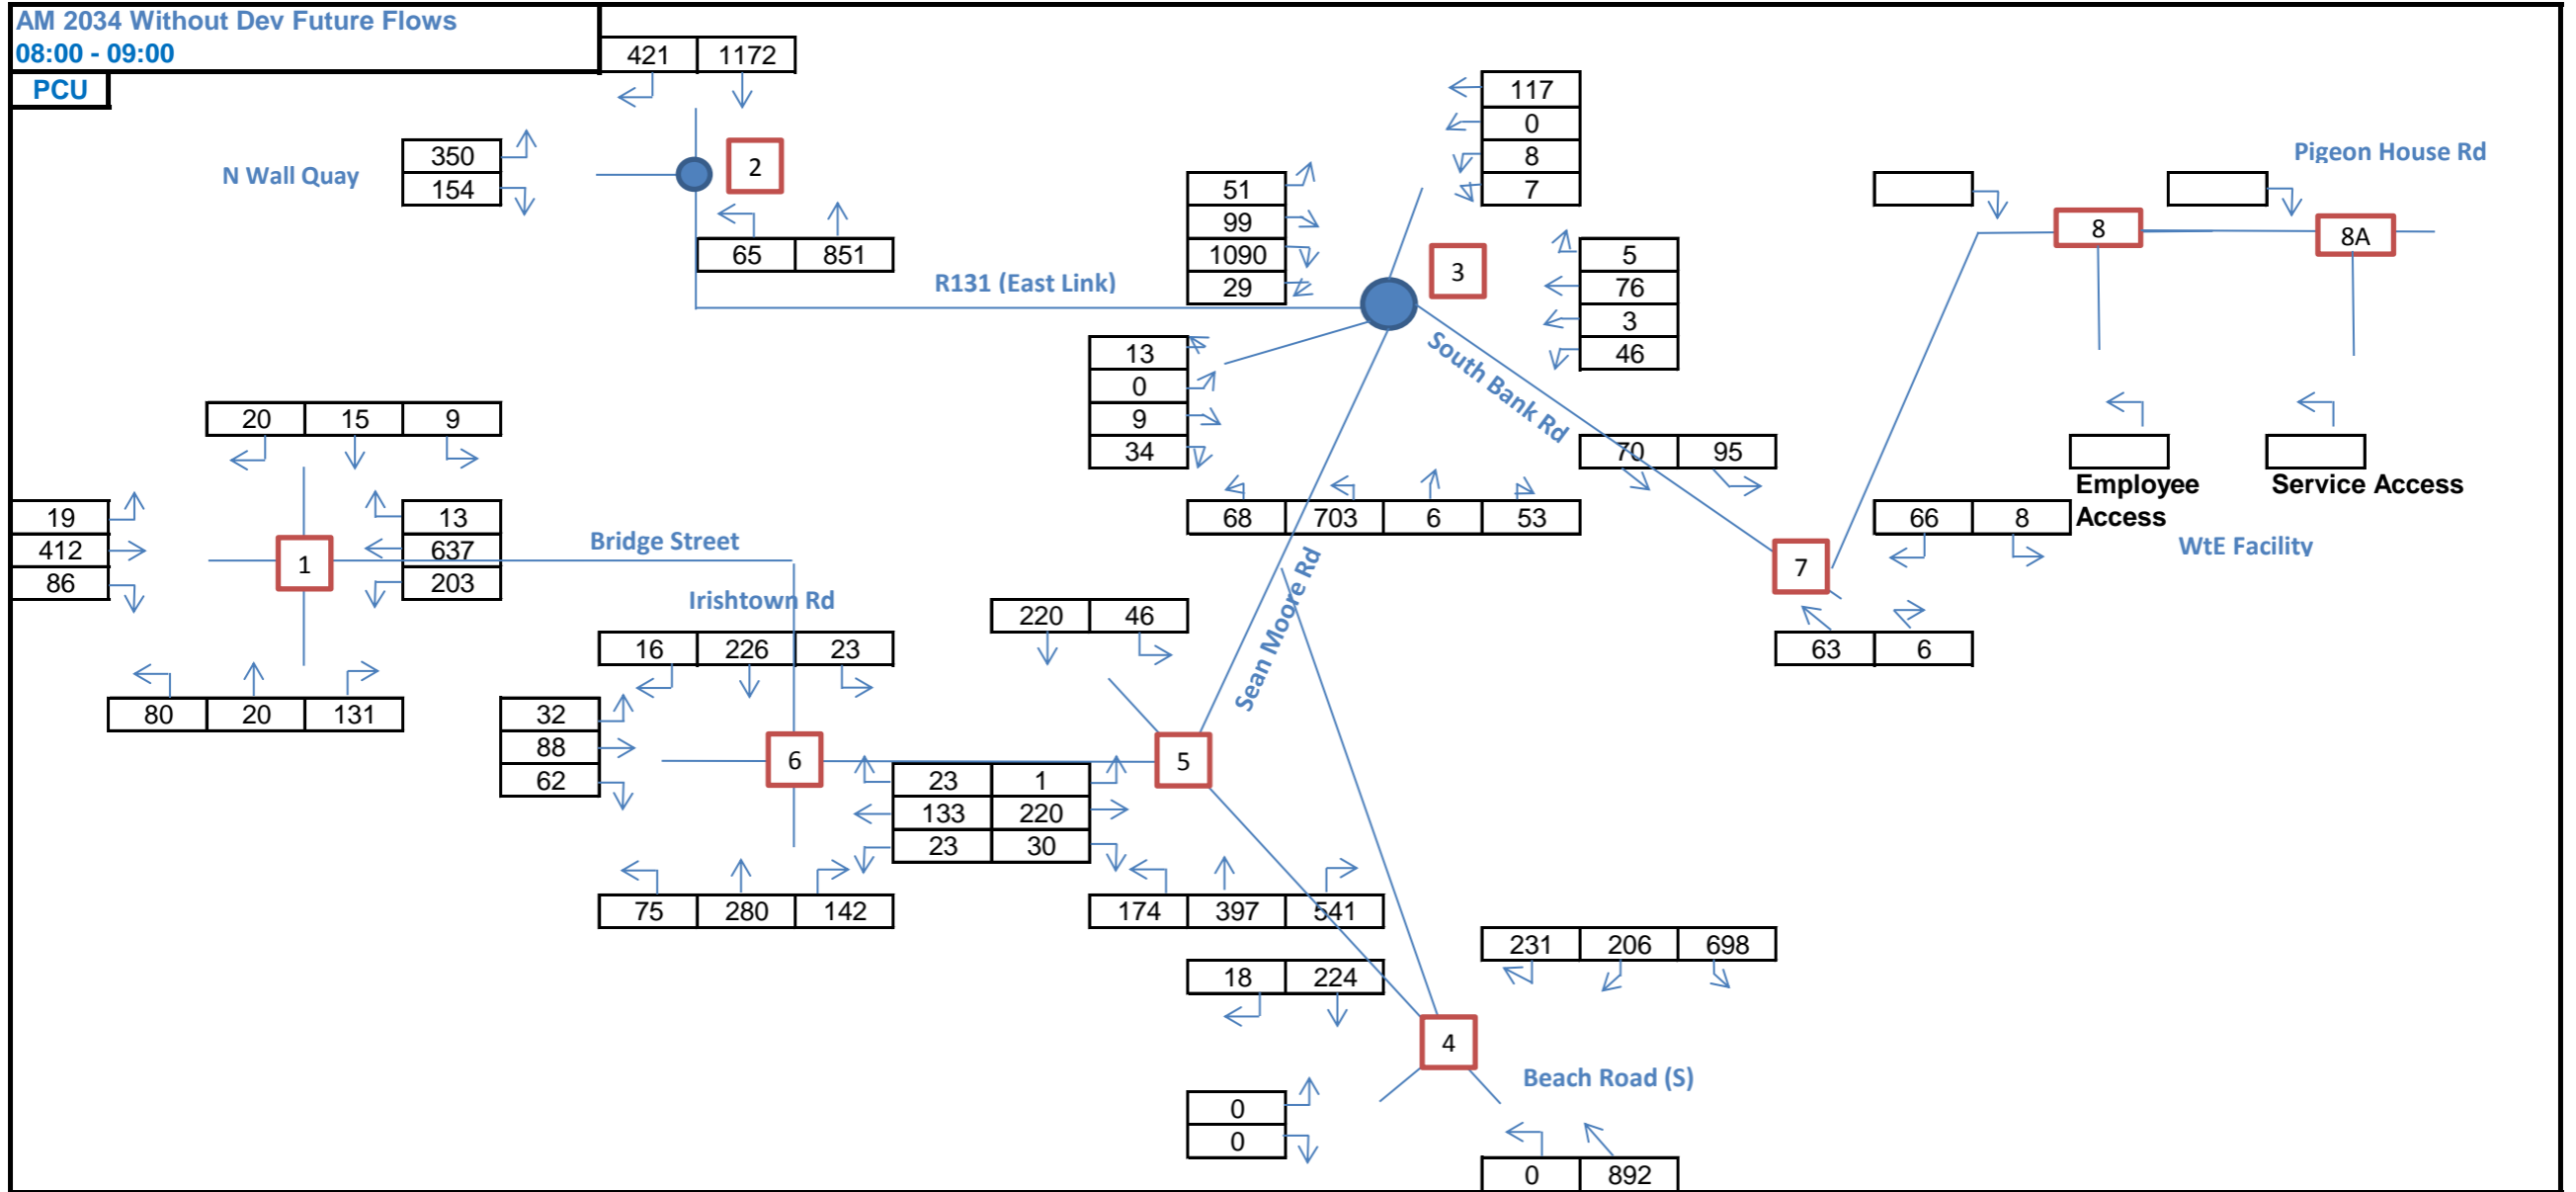 AM 2034 Without Dev Future Flows
08:00 - 09:00
PCU
421 1172
117
0
8
7
N Wall Quay
350
154
2
65 851
R131 (East Link)
51
99
1090
29
3
5
76
3
46
Pigeon House Rd
8
8A
13
0
9
34
South Bank Rd
70 95
68 703 6 53
20 15 9
19
412
86
1
13
637
203
Bridge Street
80 20 131
Employee
Access
Service Access
66 8
WtE Facility
7
63 6
Irishtown Rd
16 226 23
220 46
Sean Moore Rd
32
88
62
6
5
23 1
133 220
23 30
75 280 142
174 397 541
231 206 698
18 224
4
Beach Road (S)
0
0
0 892